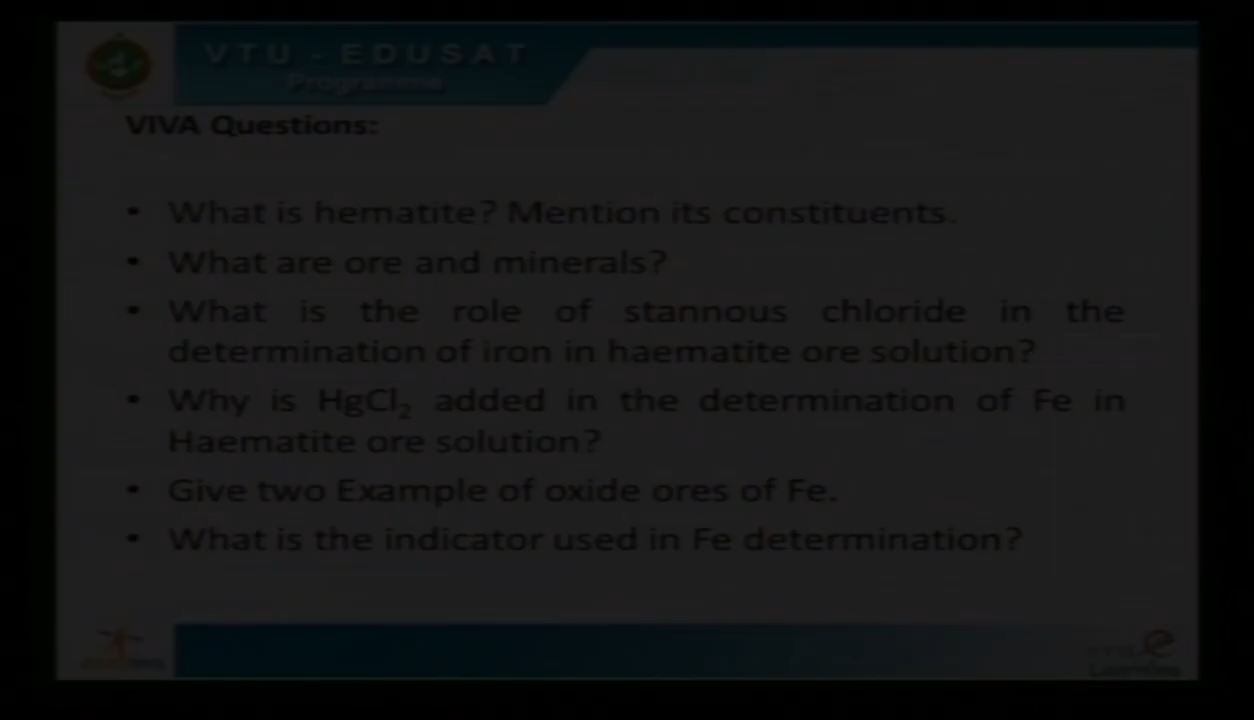 VTU - EDUSAT
Programme
VIVA Questions:
• What is hematite? Mention its constituents.
• What are ore and minerals?
• What is the role of stannous chloride in the
determination of iron in haematite ore solution?
• Why is HgCl₂ added in the determination of Fe in
Haematite ore solution?
• Give two Example of oxide ores of Fe.
• What is the indicator used in Fe determination?
Learning